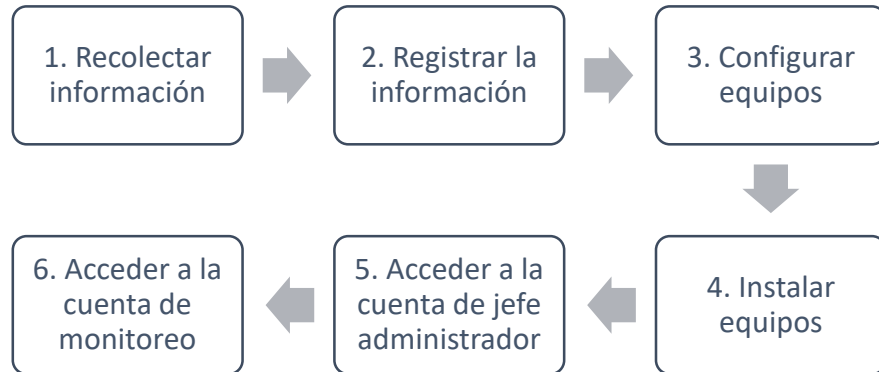 1. Recolectar
información
2. Registrar la
información
3. Configurar
equipos
4. Instalar
equipos
5. Acceder a la
cuenta de jefe
administrador
6. Acceder a la
cuenta de
monitoreo